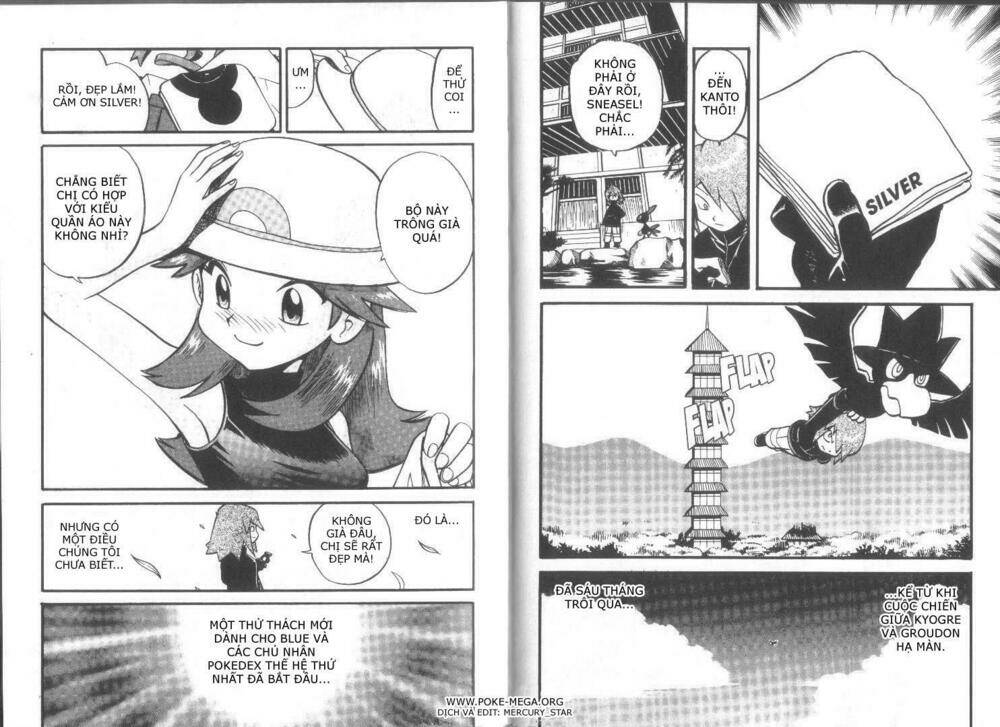 KHÔNG
PHẢI Ở
ĐÂY RỒI,
SNEASEL!
CHẮC
PHẢI...
...
ĐẾN
KANTO
THÔI!
SILVER
FLAP
FLAP
...KỂ TỪ KHI
CUỘC CHIẾN
GIỮA KYOGRE
VÀ GROUDON
HẠ MÀN.
ĐÃ SÁU THÁNG
TRÔI QUA...
ĐỂ
THỬ
COI
...
ƯM
...
RỒI, ĐẸP LẮM!
CẢM ƠN SILVER!
BỘ NÀY
TRÔNG GIÀ
QUÁ!
CHẲNG BIẾT
CHỊ CÓ HỢP
VỚI KIỂU
QUẦN ÁO NÀY
KHÔNG NHỈ?
ĐÓ LÀ...
KHÔNG
GIÀ ĐÂU,
CHỊ SẼ RẤT
ĐẸP MÀ!
NHƯNG CÓ
MỘT ĐIỀU
CHÚNG TÔI
CHƯA BIẾT...
MỘT THỬ THÁCH MỚI
DÀNH CHO BLUE VÀ
CÁC CHỦ NHÂN
POKEDEX THẾ HỆ THỨ
NHẤT ĐÃ BẮT ĐẦU...
WWW.POKE-MEGA.ORG
DỊCH VÀ EDIT: MERCURY_STAR